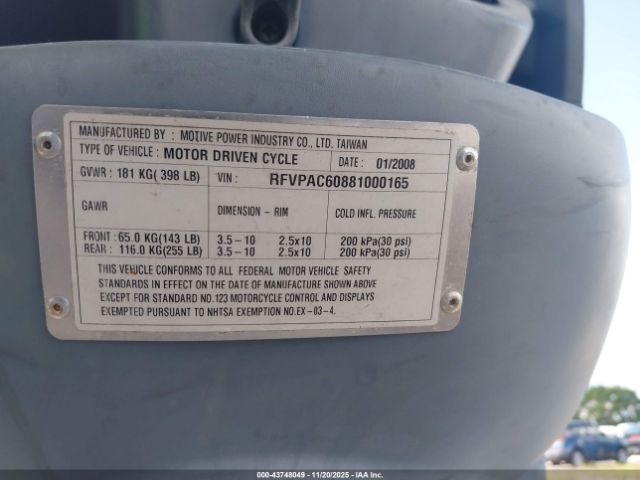 MANUFACTURED BY : MOTIVE POWER INDUSTRY CO., LTD. TAIWAN
TYPE OF VEHICLE : MOTOR DRIVEN CYCLE DATE : 01/2008
GVWR : 181 KG( 398 LB) VIN : RFVPAC60881000165
GAWR DIMENSION - RIM COLD INFL. PRESSURE
FRONT : 65.0 KG(143 LB) 3.5-10 2.5x10 200 kPa(30 psi)
REAR : 116.0 KG(255 LB) 3.5-10 2.5x10 200 kPa(30 psi)
THIS VEHICLE CONFORMS TO ALL FEDERAL MOTOR VEHICLE SAFETY
STANDARDS IN EFFECT ON THE DATE OF MANUFACTURE SHOWN ABOVE
EXCEPT FOR STANDARD NO.123 MOTORCYCLE CONTROL AND DISPLAYS
EXEMPTED PURSUANT TO NHTSA EXEMPTION NO.EX-03-4.
000-43748049 - 11/20/2025 - IAAI.COM